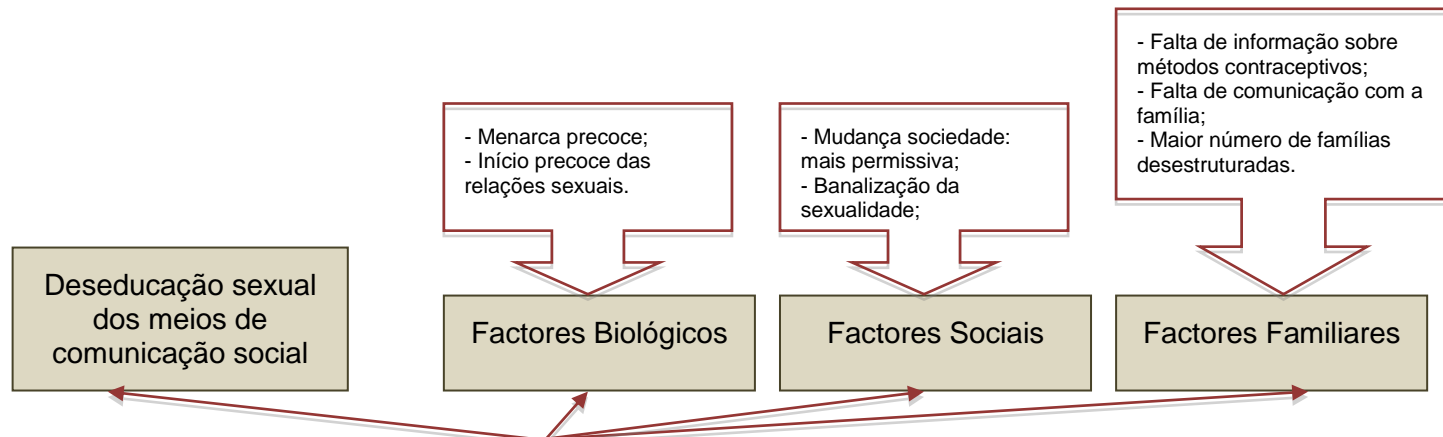 - Falta de informação sobre
métodos contraceptivos;
- Falta de comunicação com a
família;
- Maior número de famílias
desestruturadas.
- Menarca precoce;
- Início precoce das
relações sexuais.
- Mudança sociedade:
mais permissiva;
- Banalização da
sexualidade;
Deseducação sexual
dos meios de
comunicação social
Factores Biológicos
Factores Sociais
Factores Familiares